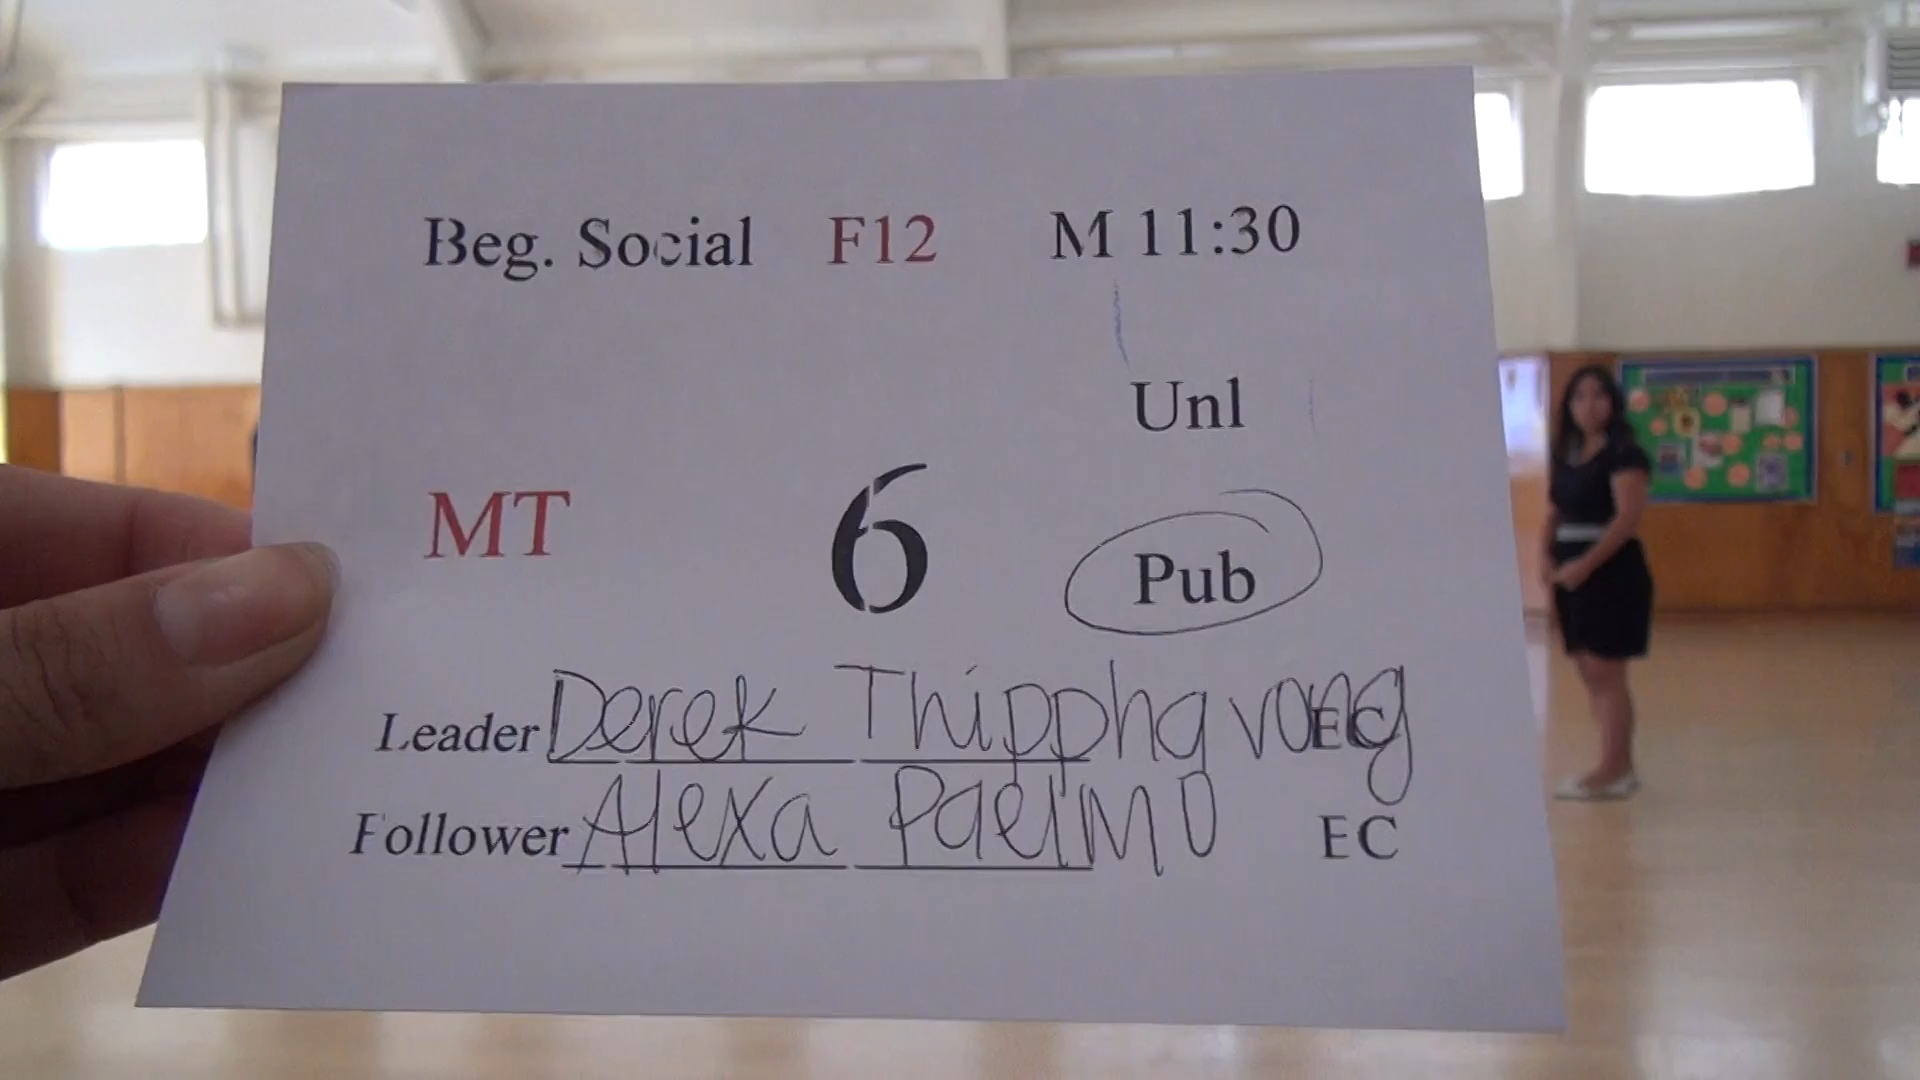 Beg. Social F12 M 11:30
Unl
MT 6 Pub
Leader Derek Thipphavong EC
Follower Alexa Paelmo EC